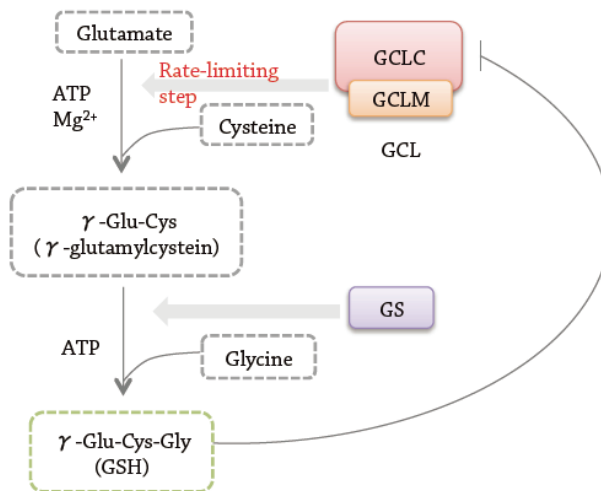 Glutamate
GCLC
Rate-limiting
step
GCLM
ATP
Mg²⁺
Cysteine
GCL
γ-Glu-Cys
(γ-glutamylcystein)
GS
ATP
Glycine
γ-Glu-Cys-Gly
(GSH)